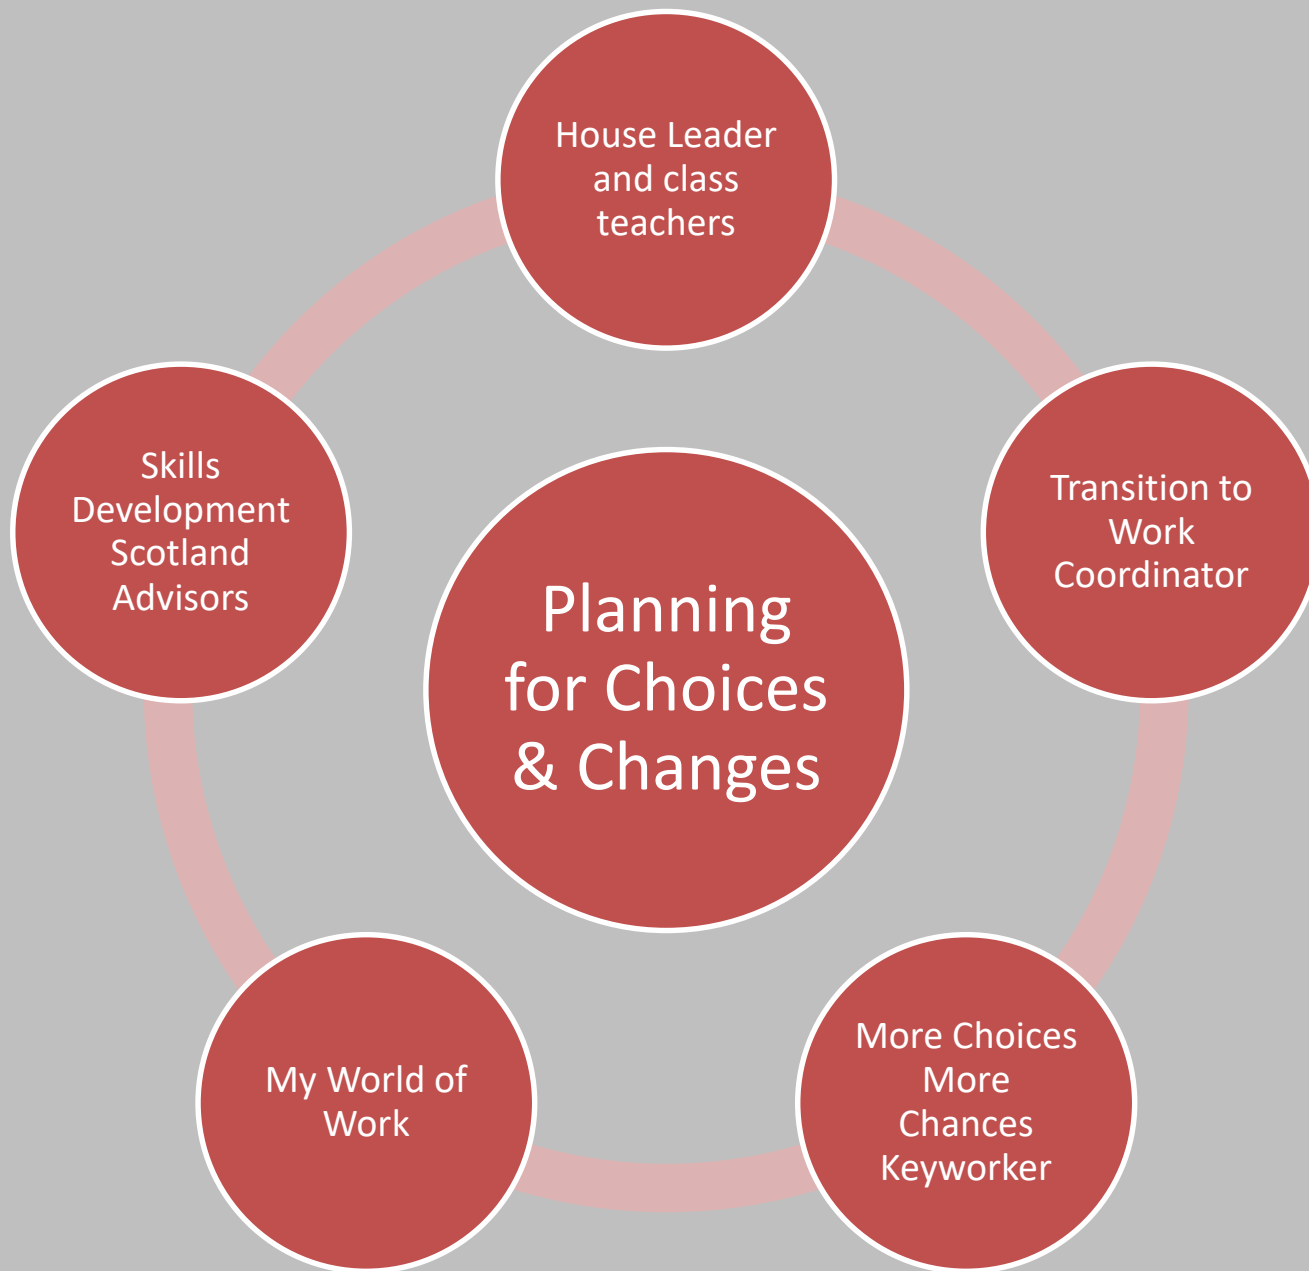 House Leader
and class
teachers
Transition to
Work
Coordinator
More Choices
More
Chances
Keyworker
My World of
Work
Skills
Development
Scotland
Advisors
Planning
for Choices
& Changes